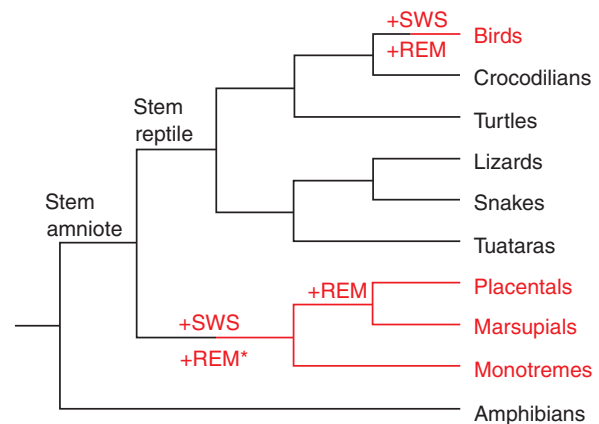 +SWS
+REM
Birds
Crocodilians
Stem
reptile
Turtles
Lizards
Snakes
Stem
amniote
Tuataras
+REM
Placentals
+SWS
+REM*
Marsupials
Monotremes
Amphibians